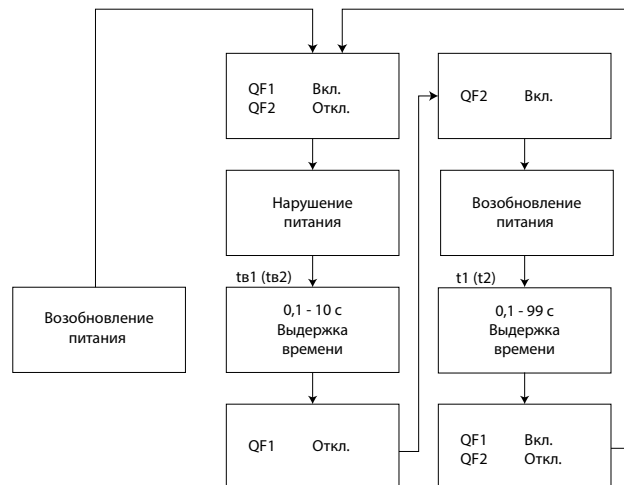 QF1 Вкл.
QF2 Откл.
Нарушение
питания
tв1 (tв2)
0,1 - 10 с
Выдержка
времени
QF1 Откл.
Возобновление
питания
QF2 Вкл.
Возобновление
питания
t1 (t2)
0,1 - 99 с
Выдержка
времени
QF1 Вкл.
QF2 Откл.